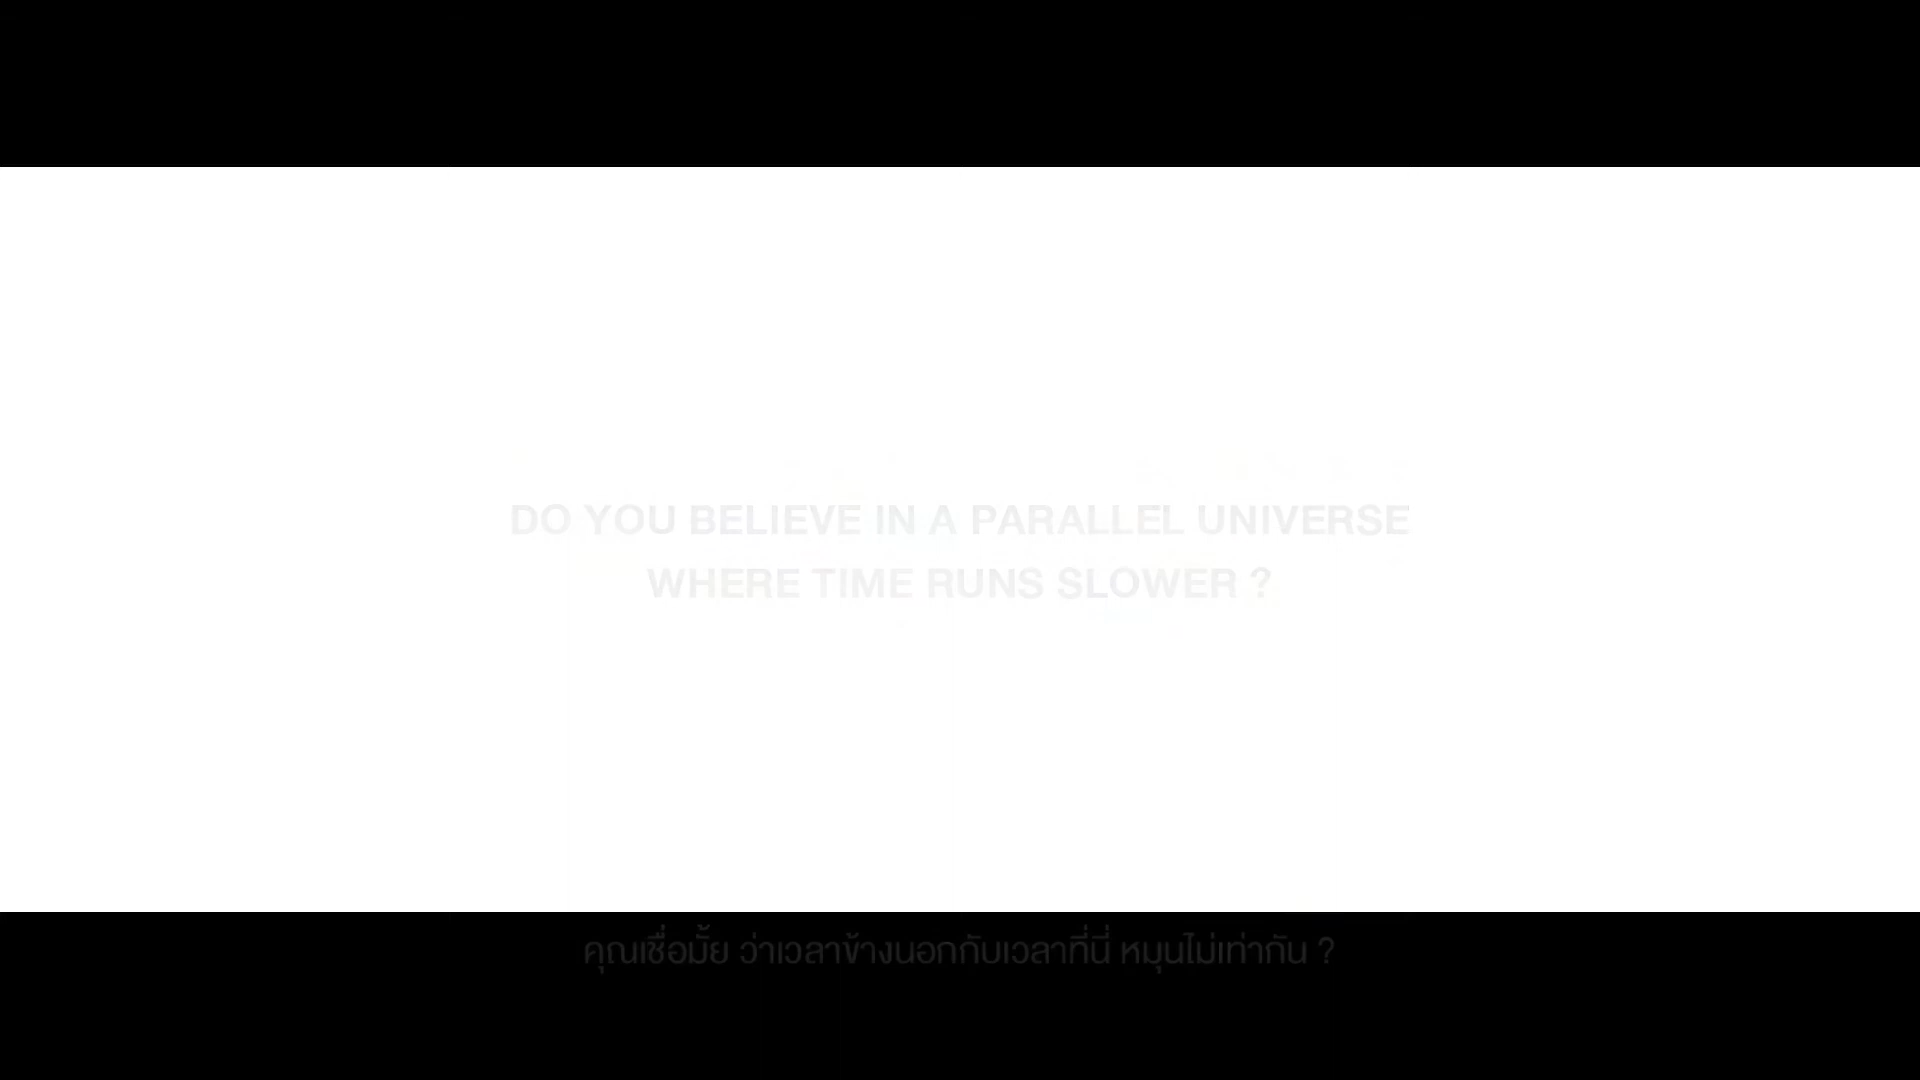 DO YOU BELIEVE IN A PARALLEL UNIVERSE
WHERE TIME RUNS SLOWER ?
คุณเชื่อมั้ย ว่าเวลาข้างนอกกับเวลาที่นี่ หมุนไม่เท่ากัน ?